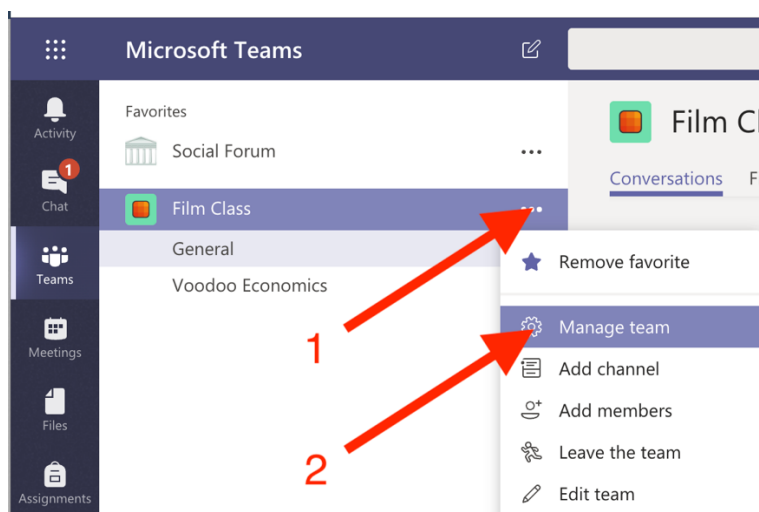 Microsoft Teams
Activity
1
Chat
Teams
Meetings
Files
Assignments
Favorites
Social Forum
Film Class
General
Voodoo Economics
1
2
Film Cl
Conversations F
Remove favorite
Manage team
Add channel
Add members
Leave the team
Edit team